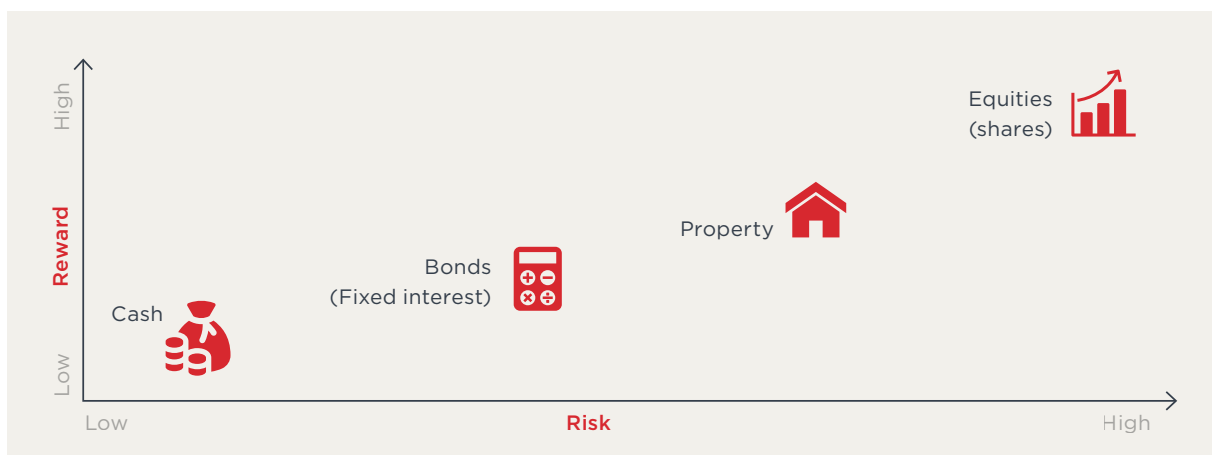 High
Reward
Low
Equities
(shares)
Property
Bonds
(Fixed interest)
Cash
Low
Risk
High